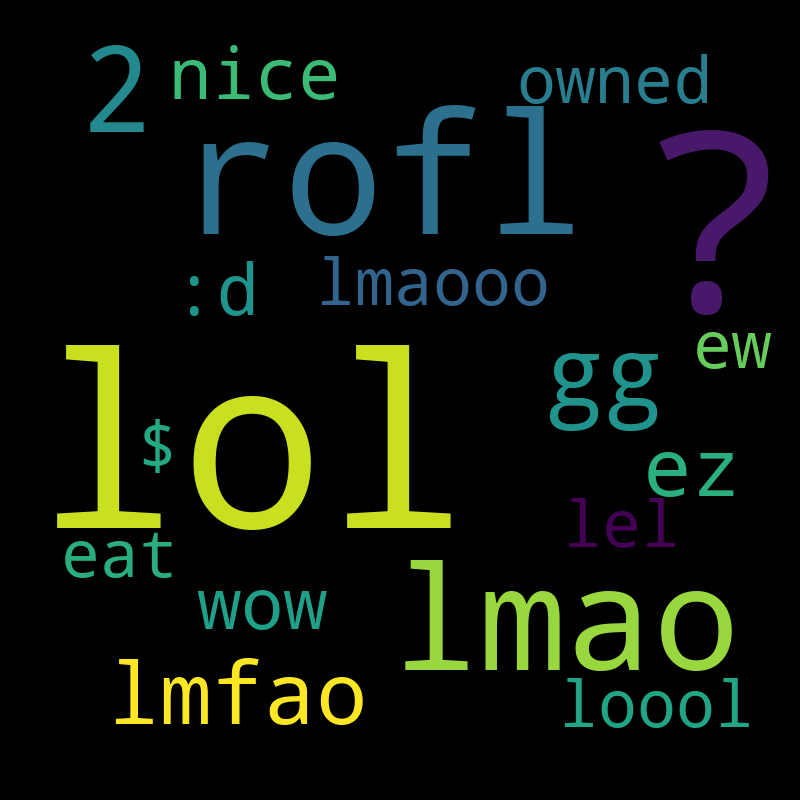 2
nice
owned
rofl
?
:d
lmaooo
ew
lol
gg
$
ez
lel
eat
wow
lmao
lmfao
loool